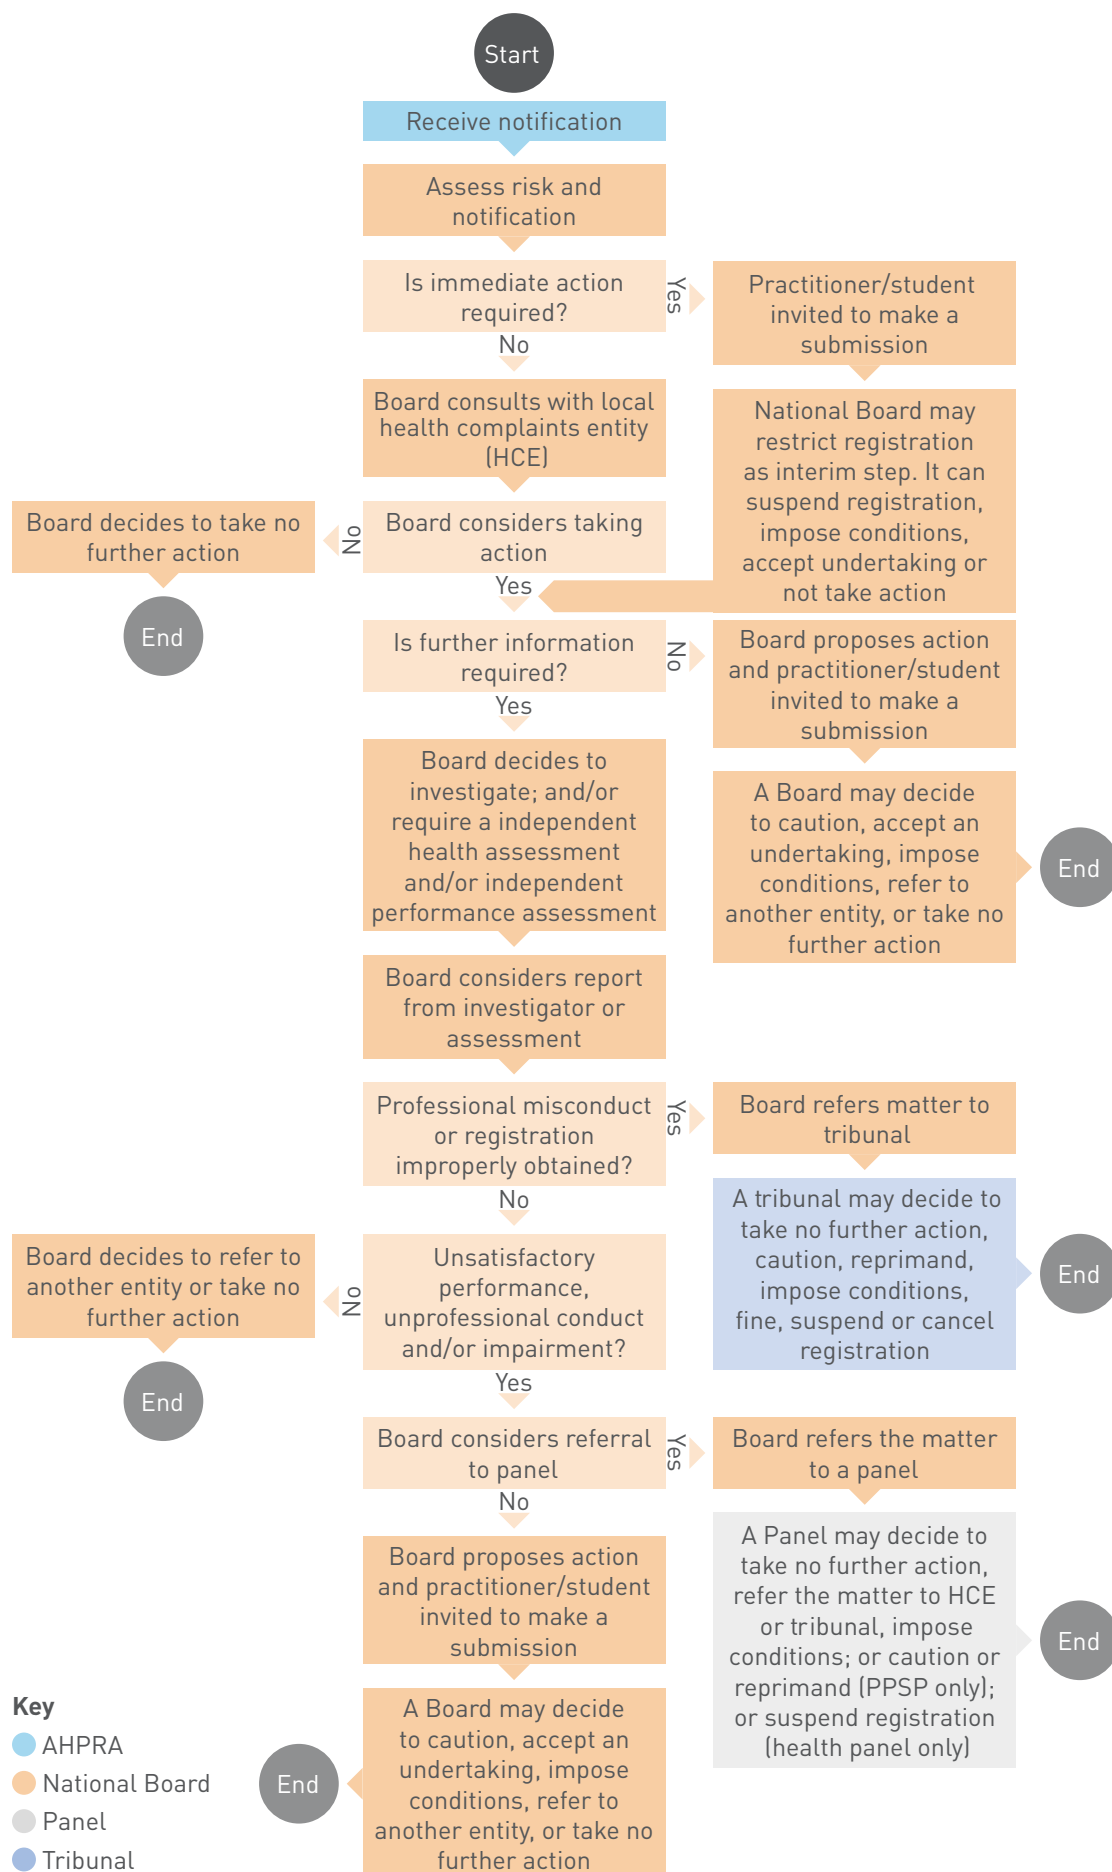 Start
Receive notification
Assess risk and
notification
Is immediate action
required?
Yes
Practitioner/student
invited to make a
submission
No
Board consults with local
health complaints entity
(HCE)
National Board may
restrict registration
as interim step. It can
suspend registration,
impose conditions,
accept undertaking or
not take action
Board considers taking
action
No
Board decides to take no
further action
End
Yes
Is further information
required?
No
Board proposes action
and practitioner/student
invited to make a
submission
Yes
Board decides to
investigate; and/or
require a independent
health assessment
and/or independent
performance assessment
A Board may decide
to caution, accept an
undertaking, impose
conditions, refer to
another entity, or take no
further action
End
Board considers report
from investigator or
assessment
Professional misconduct
or registration
improperly obtained?
Yes
Board refers matter to
tribunal
No
A tribunal may decide to
take no further action,
caution, reprimand,
impose conditions,
fine, suspend or cancel
registration
End
Unsatisfactory
performance,
unprofessional conduct
and/or impairment?
No
Board decides to refer to
another entity or take no
further action
End
Yes
Board considers referral
to panel
Yes
Board refers the matter
to a panel
No
A Panel may decide to
take no further action,
refer the matter to HCE
or tribunal, impose
conditions; or caution or
reprimand (PPSP only);
or suspend registration
(health panel only)
End
Board proposes action
and practitioner/student
invited to make a
submission
A Board may decide
to caution, accept an
undertaking, impose
conditions, refer to
another entity, or take no
further action
End
Key
AHPRA
National Board
Panel
Tribunal